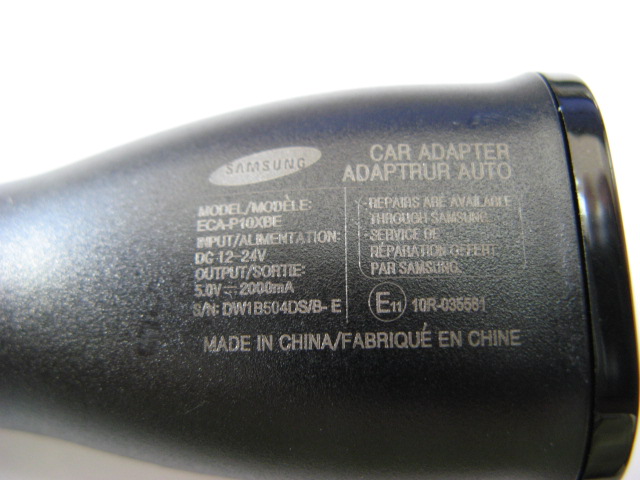 SAMSUNG
CAR ADAPTER
ADAPTRUR AUTO
MODEL/MODÈLE:
ECA-P10XBE
INPUT/ALIMENTATION:
DC 12-24V
OUTPUT/SORTIE:
5.0V 2000mA
S/N: DW1B504DS/B- E
REPAIRS ARE AVAILABLE
THROUGH SAMSUNG.
SERVICE DE
RÉPARATION OFFERT
PAR SAMSUNG.
E11 10R-035561
MADE IN CHINA/FABRIQUÉ EN CHINE